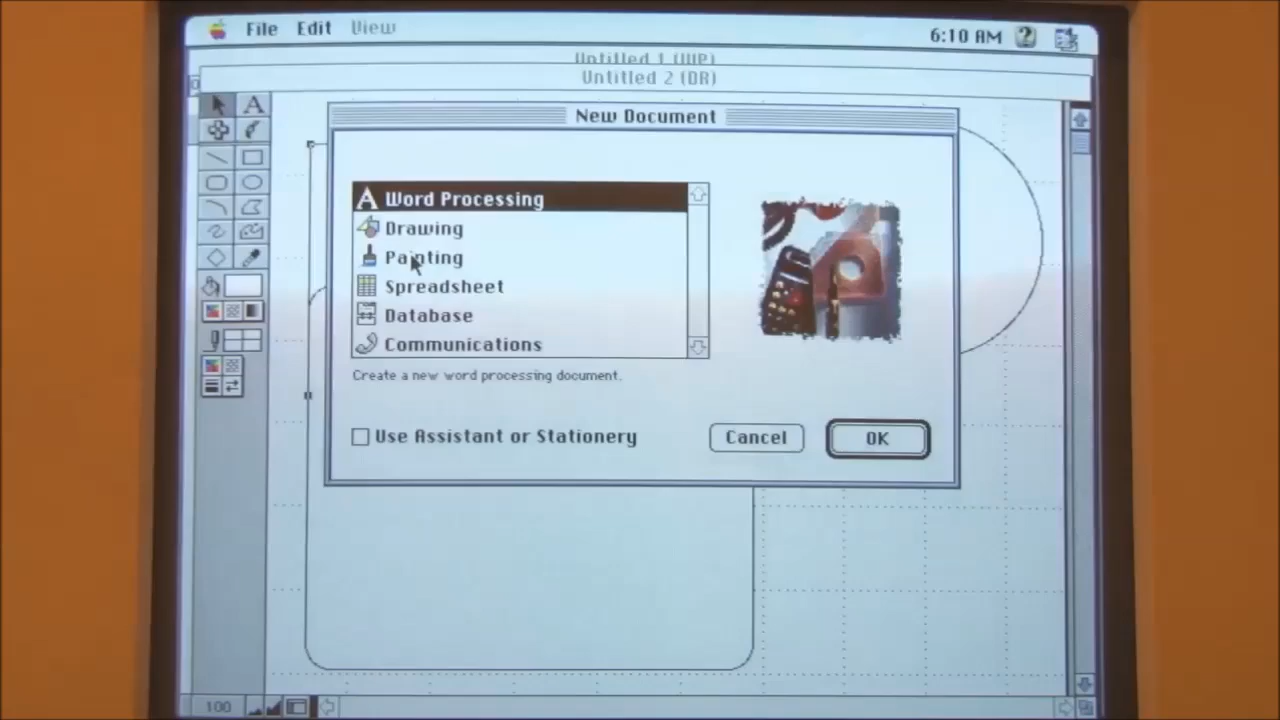 File Edit View
6:10 AM
Untitled 1 (WP)
Untitled 2 (DR)
New Document
A
Word Processing
Drawing
Painting
Spreadsheet
Database
Communications
Create a new word processing document.
Use Assistant or Stationery
Cancel
OK
100